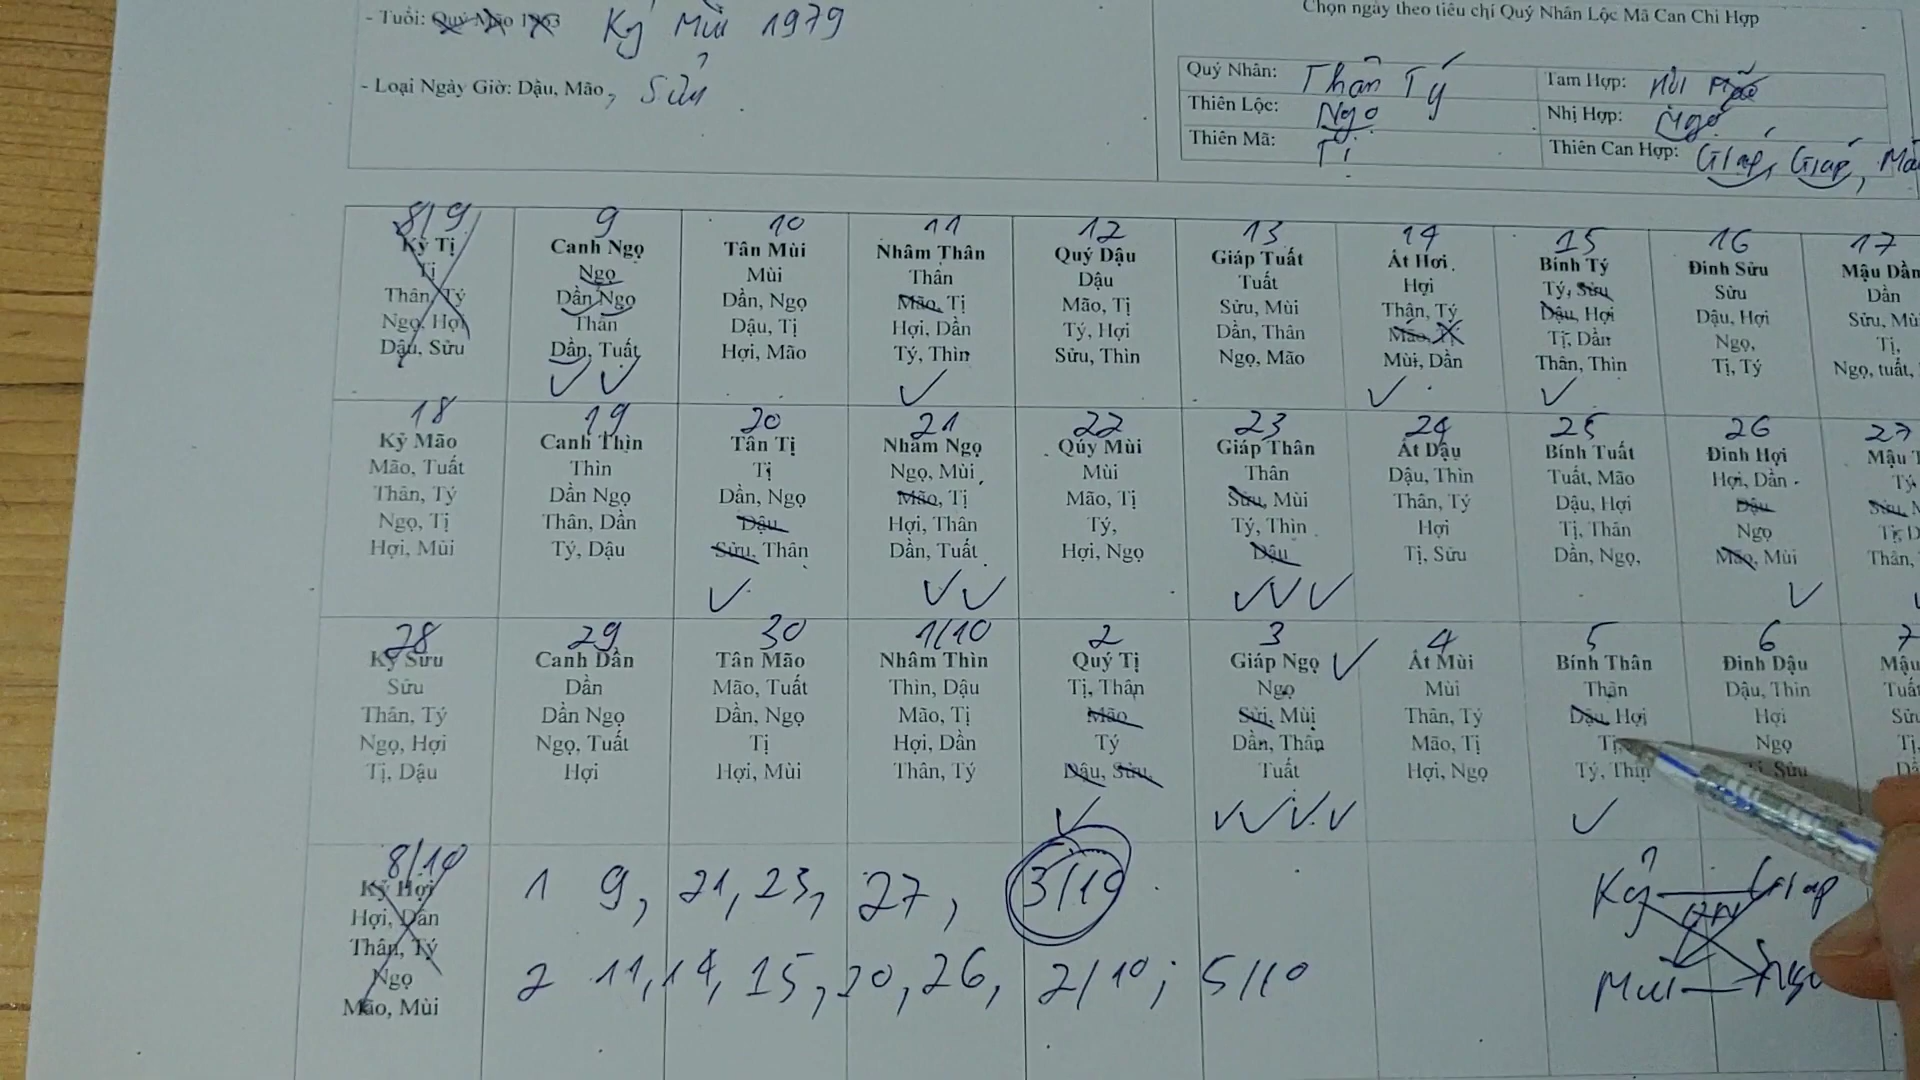 - Tuổi: Quý Mão 1963 Kỷ Mùi 1979
- Loại Ngày Giờ: Dậu, Mão, Sửu
Chọn ngày theo tiêu chí Quý Nhân Lộc Mã Can Chi Hợp
Quý Nhân: Thân Tý Tam Hợp: Hợi Mão
Thiên Lộc: Ngọ Nhị Hợp: Ngọ
Thiên Mã: Tị Thiên Can Hợp: Giáp, Giáp,
8/9 9 10 11 12 13 14 15 16 17
Kỷ Tị Canh Ngọ Tân Mùi Nhâm Thân Quý Dậu Giáp Tuất Ất Hơi Bính Tý Đinh Sửu Mậu Dần
Tị Ngọ Mùi Thân Dậu Tuất Hợi Tý, Sửu Sửu Dần
Thân, Tý Dần Ngọ Dần, Ngọ Mão, Tị Mão, Tị Sửu, Mùi Thân, Tý Dậu, Hợi Dậu, Hợi Sửu, Mùi
Ngọ, Hợi Thân Dậu, Tị Hợi, Dần Tý, Hợi Dần, Thân Mão, Tị Tị, Dần Ngọ, Tị,
Dậu, Sửu Dần, Tuất Hợi, Mão Tý, Thìn Sửu, Thìn Ngọ, Mão Mùi, Dần Thân, Thìn Tị, Tý Ngọ, tuất,
18 19 20 21 22 23 24 25 26 27
Kỷ Mão Canh Thìn Tân Tị Nhâm Ngọ Qúy Mùi Giáp Thân Ất Dậu Bính Tuất Đinh Hợi Mậu
Mão, Tuất Thìn Tị Ngọ, Mùi Mùi Thân Dậu, Thìn Tuất, Mão Hợi, Dần Tý
Thân, Tý Dần Ngọ Dần, Ngọ Mão, Tị Mão, Tị Sửu, Mùi Thân, Tý Dậu, Hợi Dậu Sửu,
Ngọ, Tị Thân, Dần Dậu Hợi, Thân Tý, Tý, Thìn Hợi Tị, Thân Ngọ
Hợi, Mùi Tý, Dậu Sửu, Thân Dần, Tuất Hợi, Ngọ Dậu Tị, Sửu Dần, Ngọ, Mão, Mùi Thân,
28 29 30 1/10 2 3 4 5 6 7
Kỷ Sửu Canh Dần Tân Mão Nhâm Thìn Quý Tị Giáp Ngọ Ất Mùi Bính Thân Đinh Dậu Mậu
Sửu Dần Mão, Tuất Thìn, Dậu Tị, Thân Ngọ Mùi Thân Dậu, Thìn
Thân, Tý Dần Ngọ Dần, Ngọ Mão, Tị Mão Sửu, Mùi Thân, Tý Dậu, Hợi Hợi
Ngọ, Hợi Ngọ, Tuất Tị Hợi, Dần Tý Dần, Thân Mão, Tị Tị, Ngọ
Tị, Dậu Hợi Hợi, Mùi Thân, Tý Dậu, Sửu, Tuất Hợi, Ngọ Tý, Thìn Sửu
8/10
Kỷ Hợi 1 9, 21, 23, 27, 3/10 Kỷ Giáp
Hợi, Dần
Thân, Tý
Ngọ 2 11, 14, 15, 20, 26, 2/10; 5/10 Mùi Ngọ
Mão, Mùi